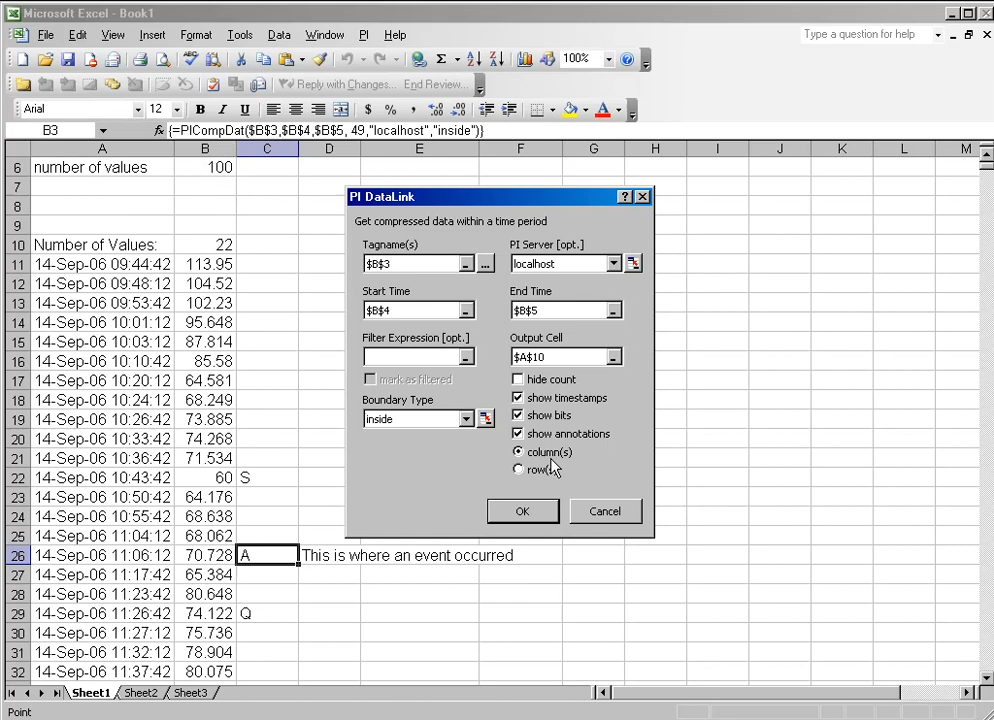 Microsoft Excel - Book1
File Edit View Insert Format Tools Data Window PI Help
Type a question for help
100%
Reply with Changes... End Review...
Arial 12 B I U $ % ,
B3 fx {=PICompDat($B$3,$B$4,$B$5, 49,"localhost","inside")}
A B C D E F G H I J K L M
6 number of values 100
7
8
9
10 Number of Values: 22
11 14-Sep-06 09:44:42 113.95
12 14-Sep-06 09:48:12 104.52
13 14-Sep-06 09:53:42 102.23
14 14-Sep-06 10:01:12 95.648
15 14-Sep-06 10:03:12 87.814
16 14-Sep-06 10:10:42 85.58
17 14-Sep-06 10:20:12 64.581
18 14-Sep-06 10:24:12 68.249
19 14-Sep-06 10:26:42 73.885
20 14-Sep-06 10:33:42 74.268
21 14-Sep-06 10:36:42 71.534
22 14-Sep-06 10:43:42 60 S
23 14-Sep-06 10:50:42 64.176
24 14-Sep-06 10:55:42 68.638
25 14-Sep-06 11:04:12 68.062
26 14-Sep-06 11:06:12 70.728 A This is where an event occurred
27 14-Sep-06 11:17:42 65.384
28 14-Sep-06 11:23:42 80.648
29 14-Sep-06 11:26:42 74.122 Q
30 14-Sep-06 11:27:12 75.736
31 14-Sep-06 11:32:12 78.904
32 14-Sep-06 11:37:42 80.075
PI DataLink
Get compressed data within a time period
Tagname(s) PI Server [opt.]
$B$3 ... localhost
Start Time End Time
$B$4 $B$5
Filter Expression [opt.] Output Cell
$A$10
mark as filtered hide count
Boundary Type show timestamps
inside show bits
show annotations
column(s)
OK Cancel
Sheet1 Sheet2 Sheet3
Point